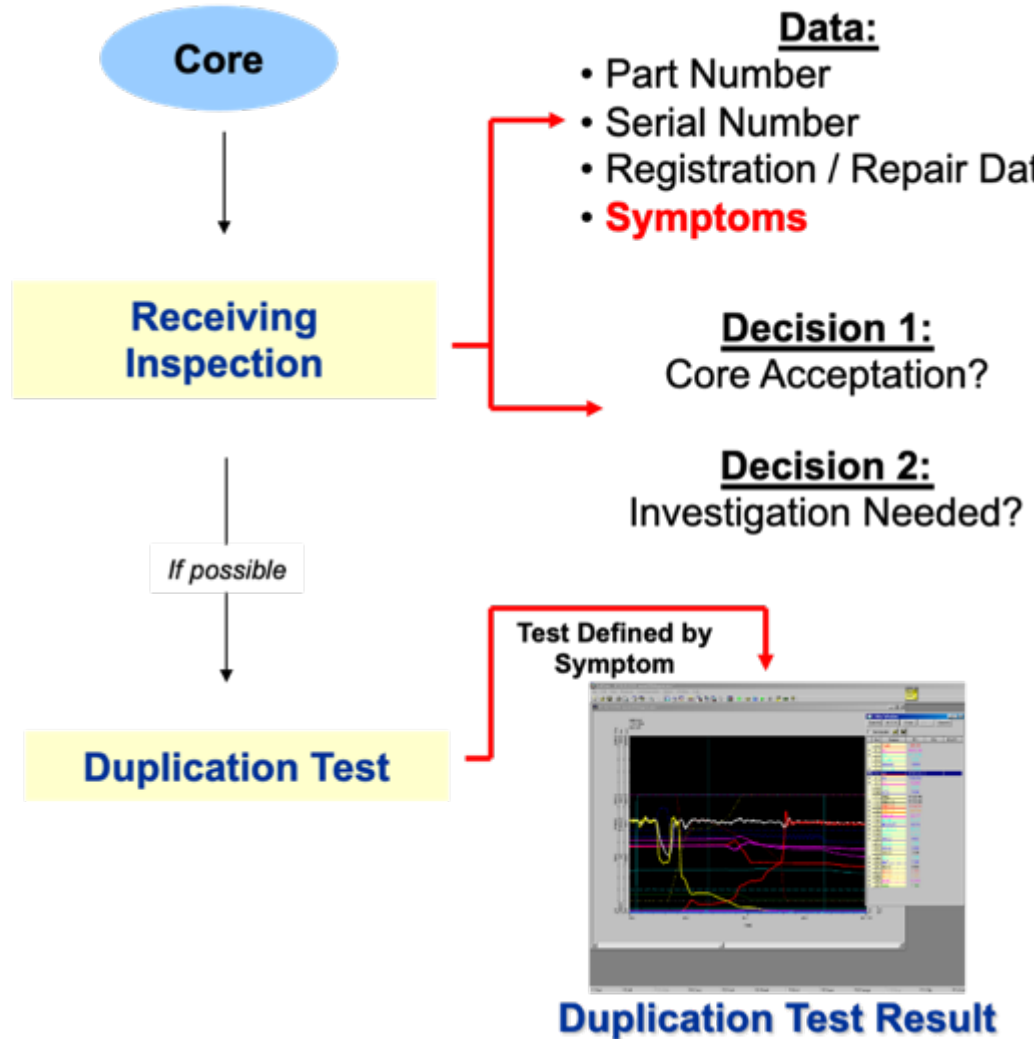 Core
Data:
• Part Number
• Serial Number
• Registration / Repair Dat
• Symptoms
Receiving
Inspection
Decision 1:
Core Acceptation?
Decision 2:
Investigation Needed?
If possible
Test Defined by
Symptom
Duplication Test
Duplication Test Result